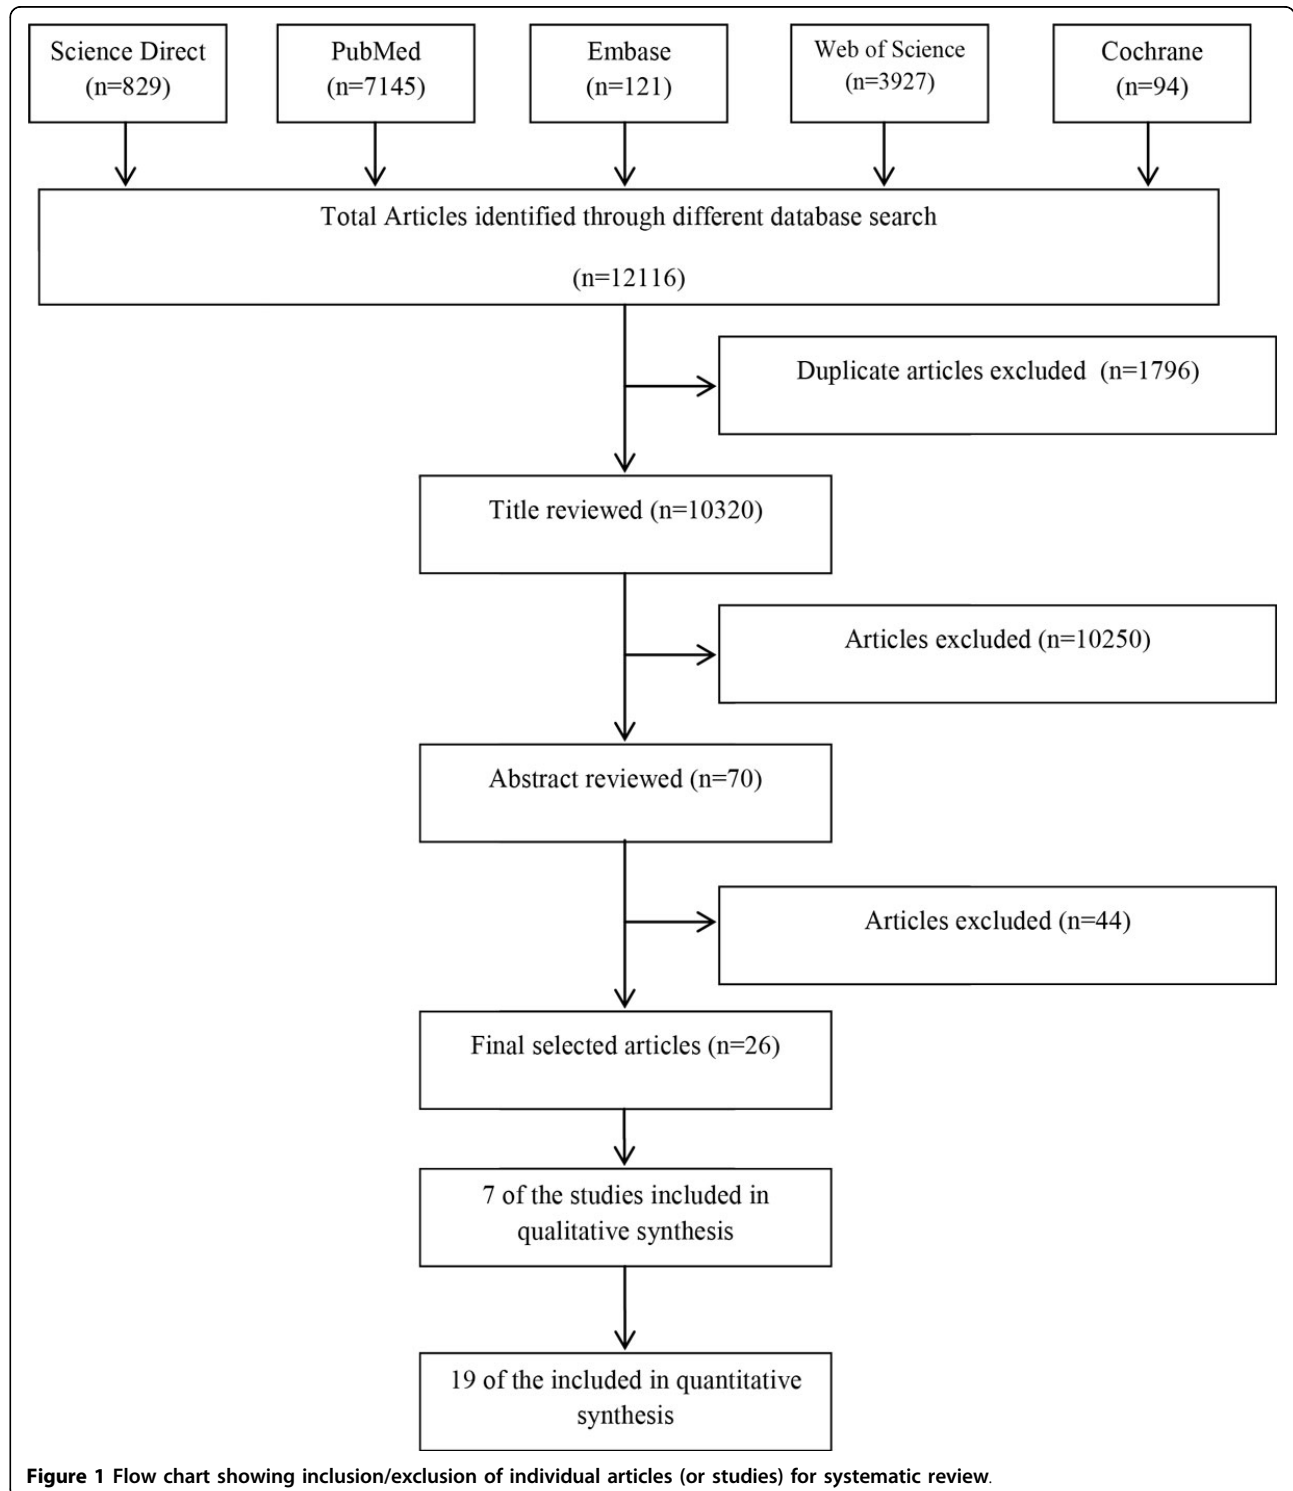 Science Direct
(n=829)
PubMed
(n=7145)
Embase
(n=121)
Web of Science
(n=3927)
Cochrane
(n=94)
Total Articles identified through different database search
(n=12116)
Duplicate articles excluded (n=1796)
Title reviewed (n=10320)
Articles excluded (n=10250)
Abstract reviewed (n=70)
Articles excluded (n=44)
Final selected articles (n=26)
7 of the studies included in
qualitative synthesis
19 of the included in quantitative
synthesis
Figure 1 Flow chart showing inclusion/exclusion of individual articles (or studies) for systematic review.